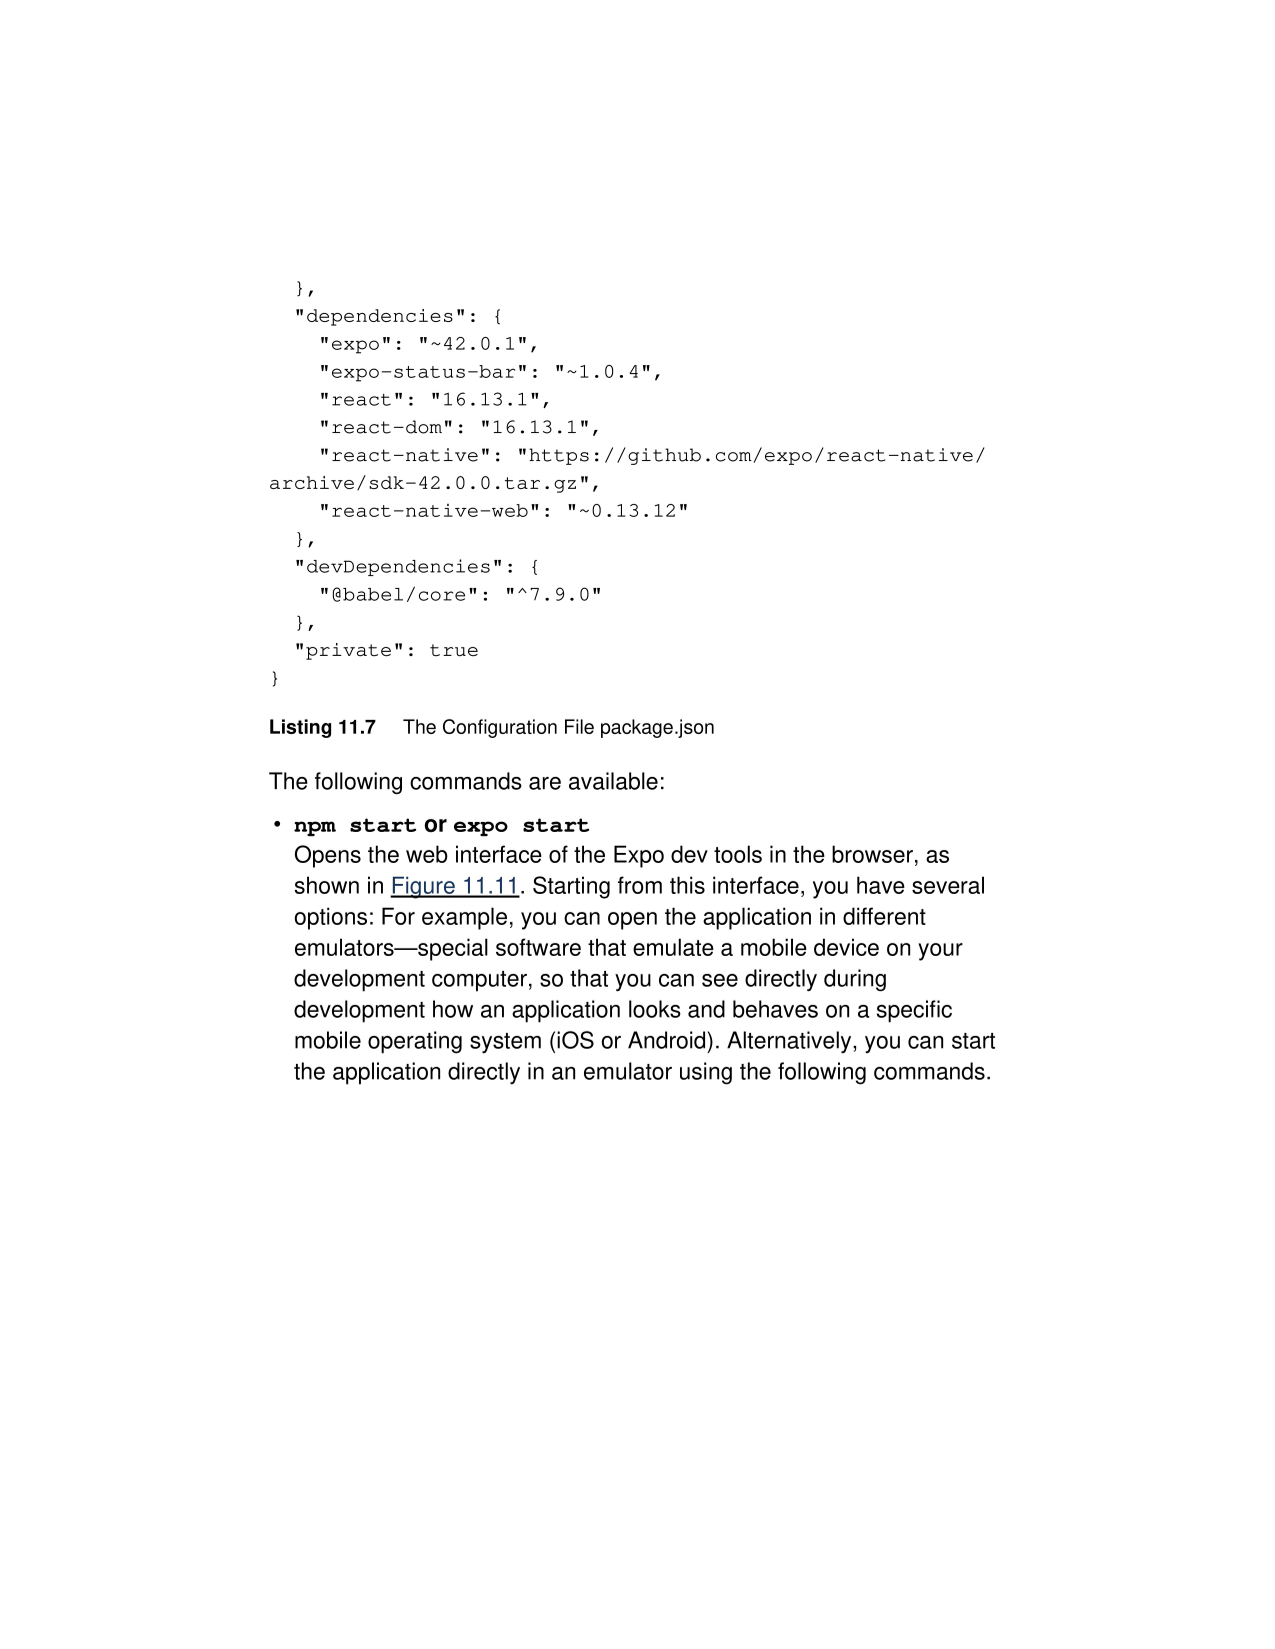 },
  "dependencies": {
    "expo": "~42.0.1",
    "expo-status-bar": "~1.0.4",
    "react": "16.13.1",
    "react-dom": "16.13.1",
    "react-native": "https://github.com/expo/react-native/
archive/sdk-42.0.0.tar.gz",
    "react-native-web": "~0.13.12"
  },
  "devDependencies": {
    "@babel/core": "^7.9.0"
  },
  "private": true
}
Listing 11.7 The Configuration File package.json
The following commands are available:
• npm start or expo start
Opens the web interface of the Expo dev tools in the browser, as
shown in Figure 11.11. Starting from this interface, you have several
options: For example, you can open the application in different
emulators—special software that emulate a mobile device on your
development computer, so that you can see directly during
development how an application looks and behaves on a specific
mobile operating system (iOS or Android). Alternatively, you can start
the application directly in an emulator using the following commands.